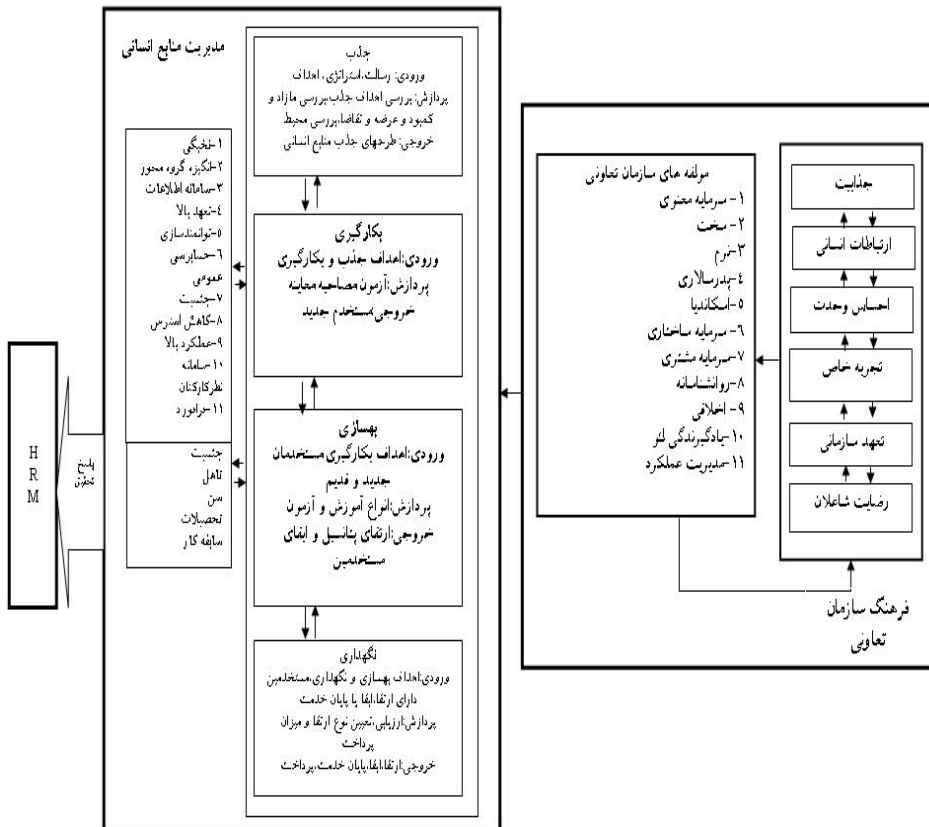 جذابیت
ارتباطات انسانی
احساس وحدت
تجربه خاص
تعهد سازمانی
رضایت شاغلان
فرهنگ سازمان
تعاونی
مولفه های سازمان تعاونی
۱- سرمایه معنوی
۲- سخت
۳-نرم
۴-پدرسالاری
۵- اسکاندیا
۶- سرمایه ساختاری
۷-سرمایه مشتری
۸-روانشناسانه
۹- اخلاقی
۱۰-یادگیرندگی لئو
۱۱-مدیریت عملکرد
مدیریت منابع انسانی
جذب
ورودی: رسالت،استراتژی، اهداف
پردازش: بررسی اهداف جذب،بررسی مازاد و
کمبود و عرضه و تقاضا،بررسی محیط
خروجی: طرحهای جذب منابع انسانی
بکارگیری
ورودی:اهداف جذب و بکارگیری
پردازش:آزمون مصاحبه معاینه
خروجی:مستخدم جدید
بهسازی
ورودی:اهداف بکارگیری مستخدمان
جدید و قدیم
پردازش:انواع آموزش و آزمون
خروجی:ارتقای پتانسیل و ابقای
مستخدمین
نگهداری
ورودی:اهداف بهسازی و نگهداری،مستخدمین
دارای ارتقا،ابقا یا پایان خدمت
پردازش:ارزیابی،تعیین نوع ارتقا و میزان
پرداخت
خروجی:ارتقا،ابقا،پایان خدمت،پرداخت
۱-نخبگی
۲-انگیزه گروه محور
۳-سامانه اطلاعات
۴-تعهد بالا
۵-توانمندسازی
۶-حسابرسی
عمومی
۷-جنسیت
۸-کاهش استرس
۹-عملکرد بالا
۱۰-سامانه
نظرکارکنان
۱۱-درادورد
جنسیت
تاهل
سن
تحصیلات
سابقه کار
پاسخ
تحقیق
H
R
M